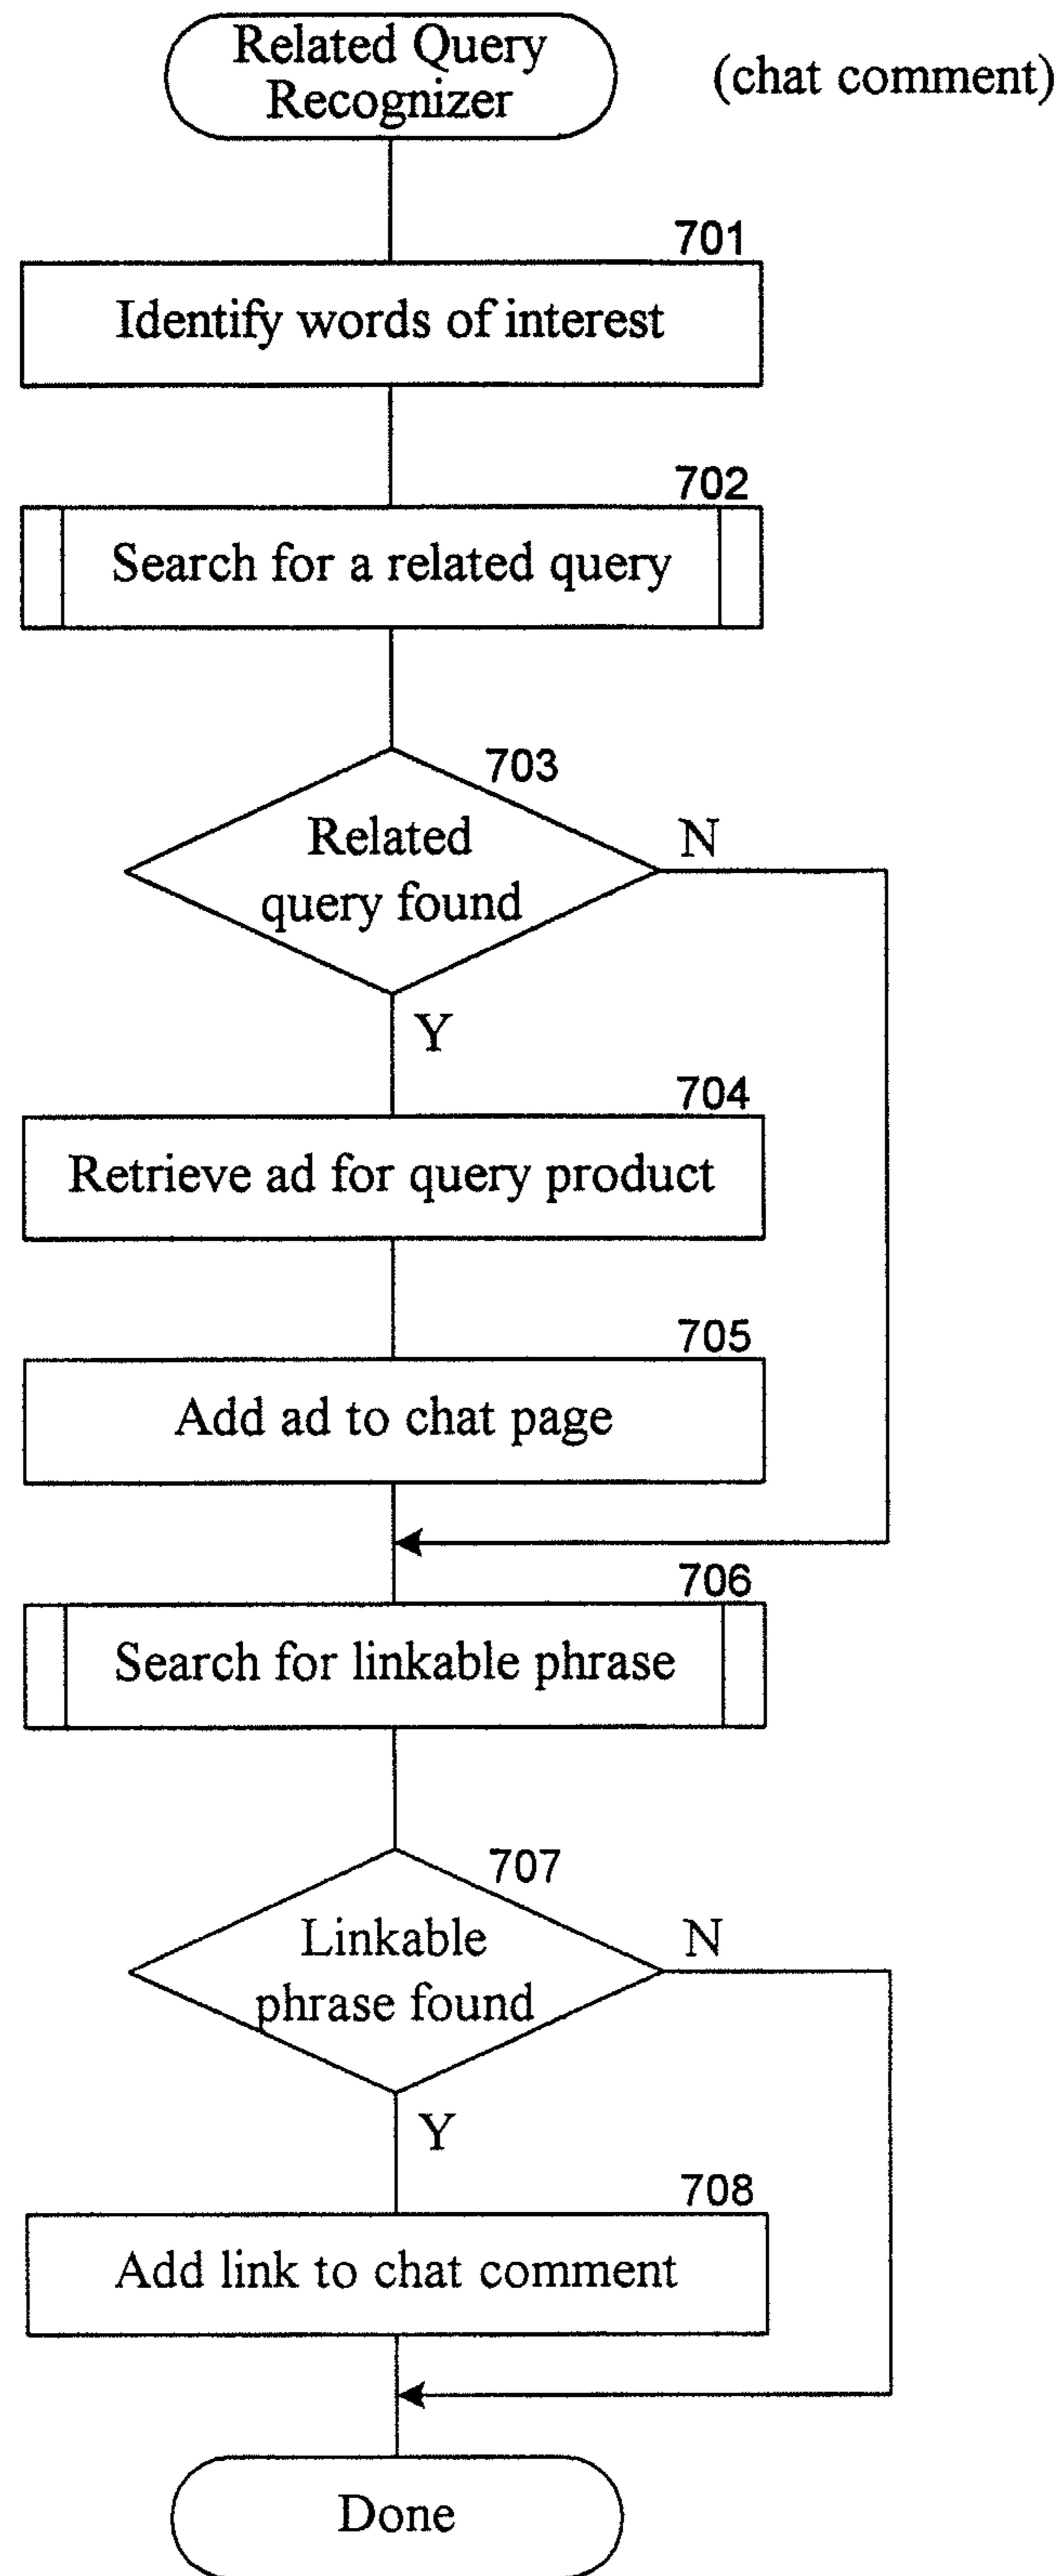 Related Query
Recognizer
(chat comment)
701
Identify words of interest
702
Search for a related query
703
Related
query found
N
Y
704
Retrieve ad for query product
705
Add ad to chat page
706
Search for linkable phrase
707
Linkable
phrase found
N
Y
708
Add link to chat comment
Done